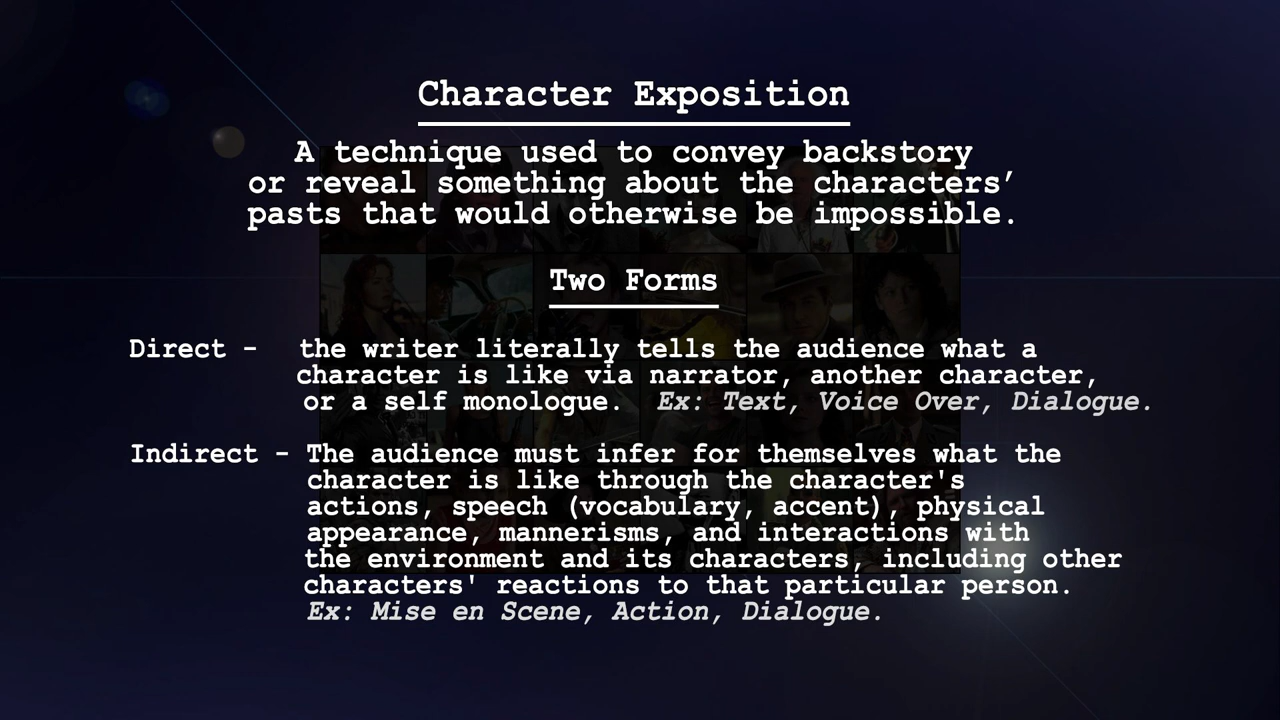 Character Exposition
A technique used to convey backstory
or reveal something about the characters’
pasts that would otherwise be impossible.
Two Forms
Direct - the writer literally tells the audience what a
character is like via narrator, another character,
or a self monologue. Ex: Text, Voice Over, Dialogue.
Indirect - The audience must infer for themselves what the
character is like through the character's
actions, speech (vocabulary, accent), physical
appearance, mannerisms, and interactions with
the environment and its characters, including other
characters' reactions to that particular person.
Ex: Mise en Scene, Action, Dialogue.